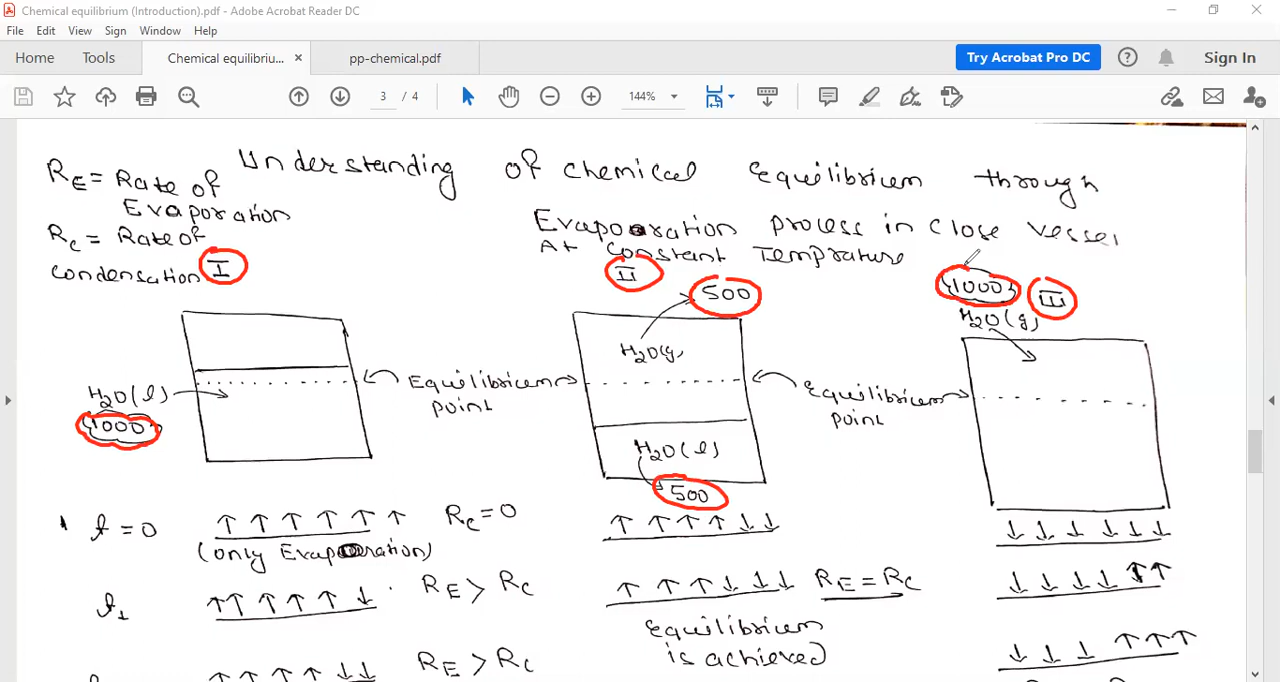 Chemical equilibrium (Introduction).pdf - Adobe Acrobat Reader DC
File Edit View Sign Window Help
Home Tools Chemical equilibriu... × pp-chemical.pdf Try Acrobat Pro DC Sign In
3 / 4 144%
Understanding of chemical equilibrium through
Evaporation process in close vessel
At constant Temprature
RE = Rate of
Evaporation
RC = Rate of
condensation I
II
500
1000 III
H2O(g)
H2O(l)
1000
Equilibrium
point
H2O(g)
H2O(l)
500
Equilibrium
point
t = 0 ↑ ↑ ↑ ↑ ↑ ↑ RC = 0 ↑ ↑ ↑ ↑ ↓ ↓ ↓ ↓ ↓ ↓ ↓ ↓
(only Evaporation)
t1 ↑ ↑ ↑ ↑ ↑ ↓ RE > RC ↑ ↑ ↑ ↓ ↓ ↓ RE = RC ↓ ↓ ↓ ↓ ↑ ↑
Equilibrium
is achieved
↑ ↑ ↑ ↑ ↓ ↓ RE > RC ↓ ↓ ↓ ↑ ↑ ↑